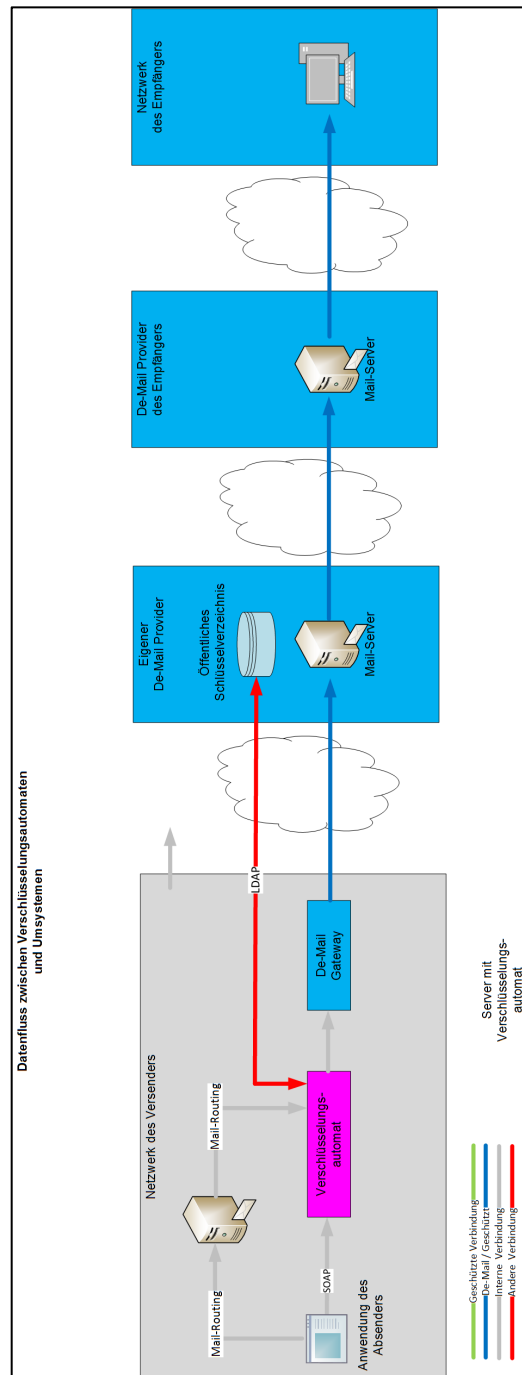 Datenfluss zwischen Verschlüsselungsautomaten
und Umsystemen
Netzwerk des Versenders
Mail-Routing
Mail-Routing
SOAP
Anwendung des
Absenders
Verschlüsselungs-
automat
De-Mail
Gateway
LDAP
Eigener
De-Mail Provider
Öffentliches
Schlüsselverzeichnis
Mail-Server
De-Mail Provider
des Empfängers
Mail-Server
Netzwerk
des Empfängers
Geschützte Verbindung
De-Mail / Geschützt
Interne Verbindung
Andere Verbindung
Server mit
Verschlüsselungs-
automat